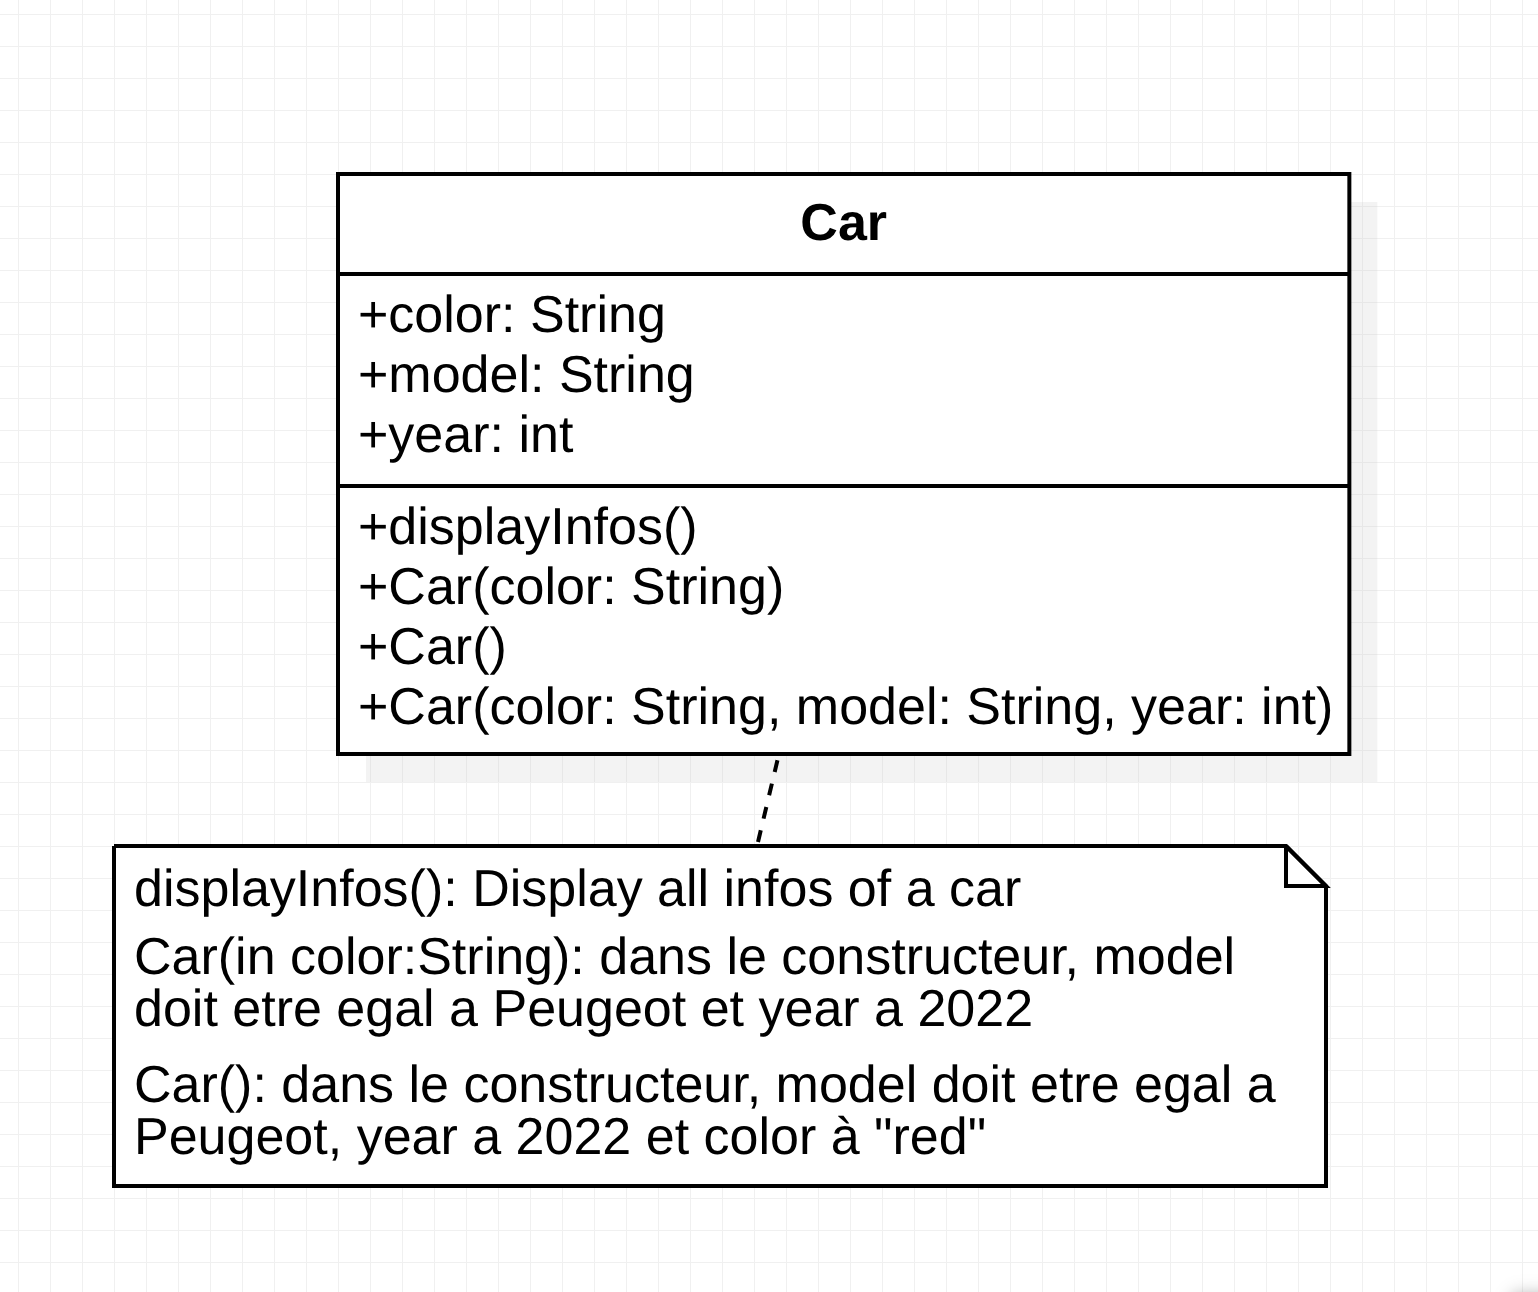 Car
+color: String
+model: String
+year: int
+displayInfos()
+Car(color: String)
+Car()
+Car(color: String, model: String, year: int)
displayInfos(): Display all infos of a car
Car(in color:String): dans le constructeur, model
doit etre egal a Peugeot et year a 2022
Car(): dans le constructeur, model doit etre egal a
Peugeot, year a 2022 et color à "red"